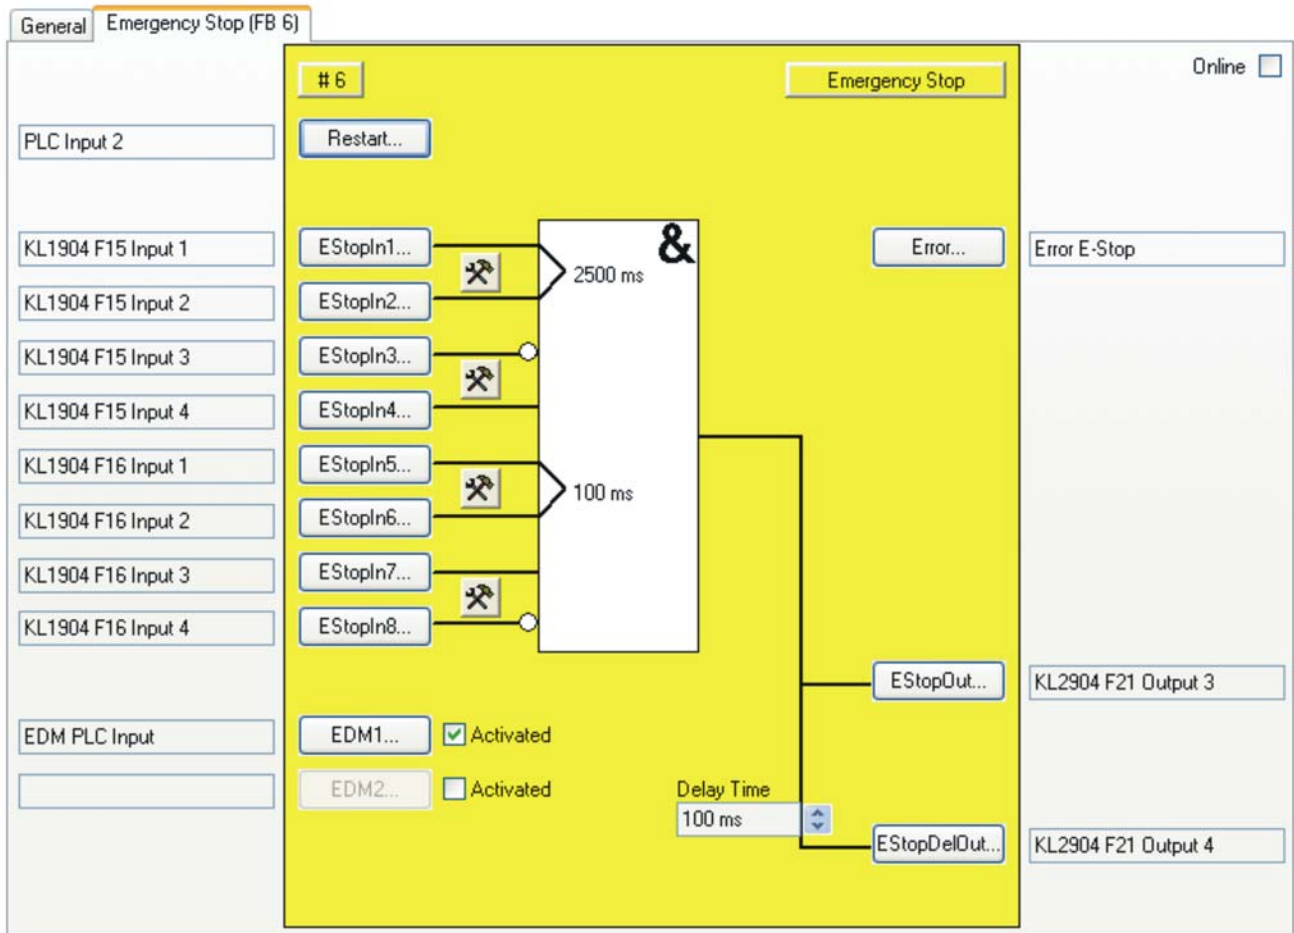 General Emergency Stop (FB 6)
# 6 Emergency Stop Online
PLC Input 2 Restart...
&
KL1904 F15 Input 1 EStopIn1... Error... Error E-Stop
2500 ms
KL1904 F15 Input 2 EStopIn2...
KL1904 F15 Input 3 EStopIn3...
KL1904 F15 Input 4 EStopIn4...
KL1904 F16 Input 1 EStopIn5...
100 ms
KL1904 F16 Input 2 EStopIn6...
KL1904 F16 Input 3 EStopIn7...
KL1904 F16 Input 4 EStopIn8...
EStopOut... KL2904 F21 Output 3
EDM PLC Input EDM1... Activated
EDM2... Activated Delay Time
100 ms
EStopDelOut... KL2904 F21 Output 4